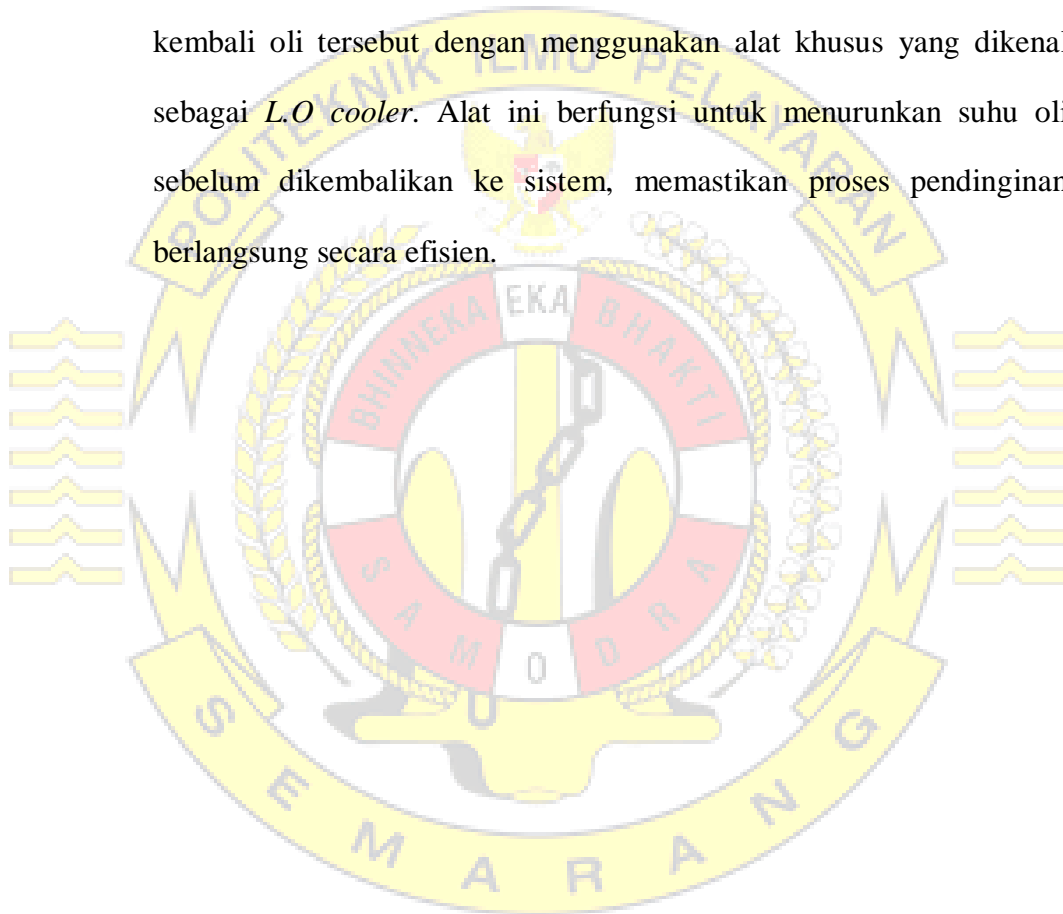 kembali oli tersebut dengan menggunakan alat khusus yang dikenal
sebagai L.O cooler. Alat ini berfungsi untuk menurunkan suhu oli
sebelum dikembalikan ke sistem, memastikan proses pendinginan
berlangsung secara efisien.
POLITEKNIK ILMU PELAYARAN
BHINNEKA EKA BHAKTI
SAMODRA
SEMARANG